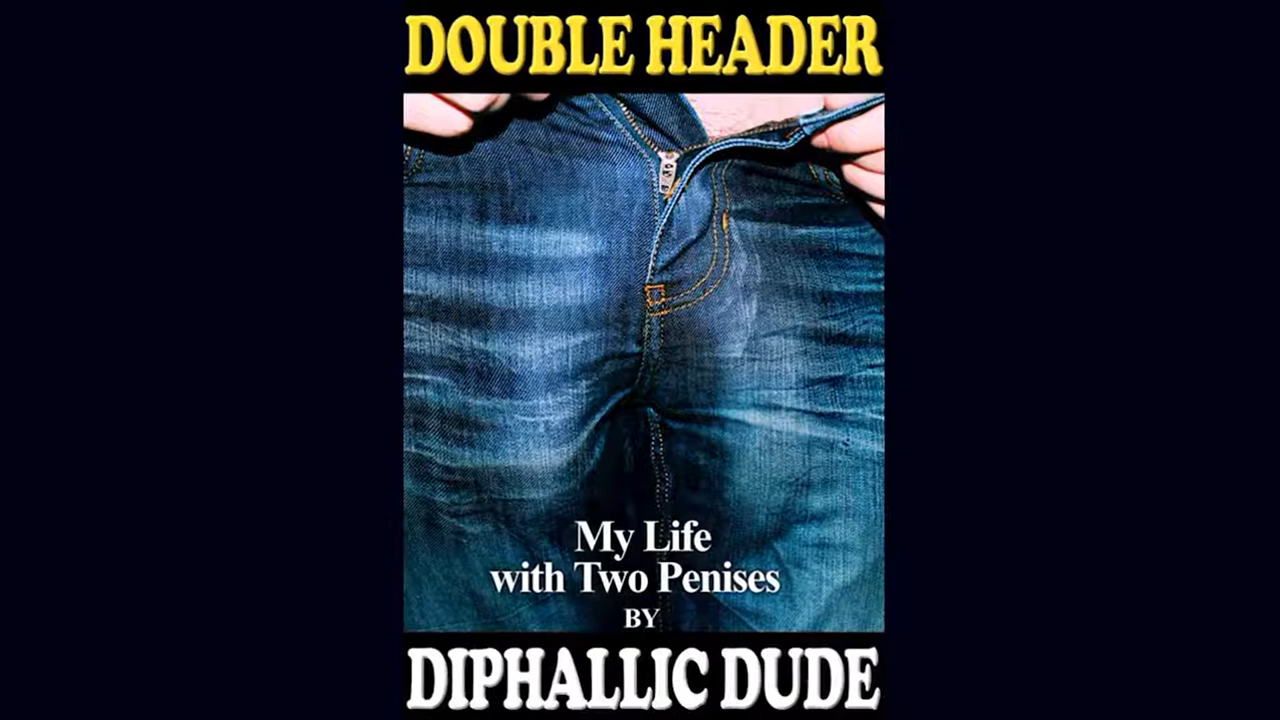 DOUBLE HEADER
My Life
with Two Penises
BY
DIPHALLIC DUDE